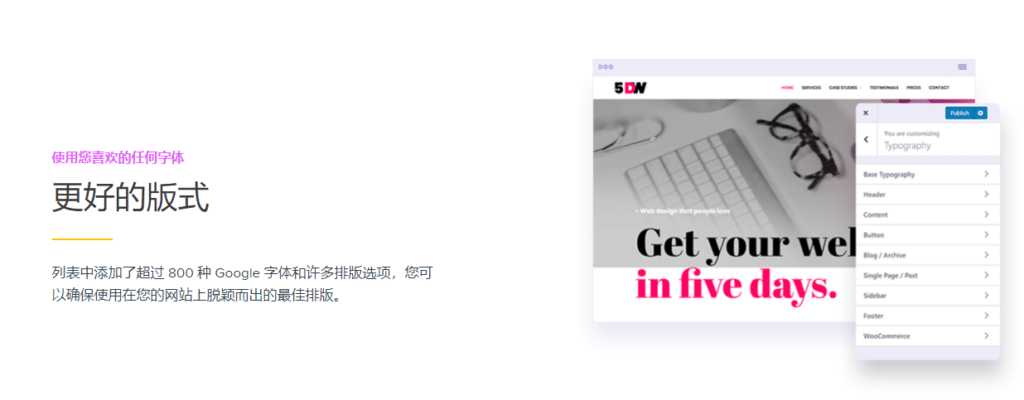 使用您喜欢的任何字体
更好的版式
列表中添加了超过 800 种 Google 字体和许多排版选项，您可
以确保使用在您的网站上脱颖而出的最佳排版。
5DW
HOME SERVICES CASE STUDIES TESTIMONIALS PRICES CONTACT
- Web design that people love
Get your wel
in five days.
Publish
You are customizing
Typography
Base Typography
Header
Content
Button
Blog / Archive
Single Page / Post
Sidebar
Footer
WooCommerce